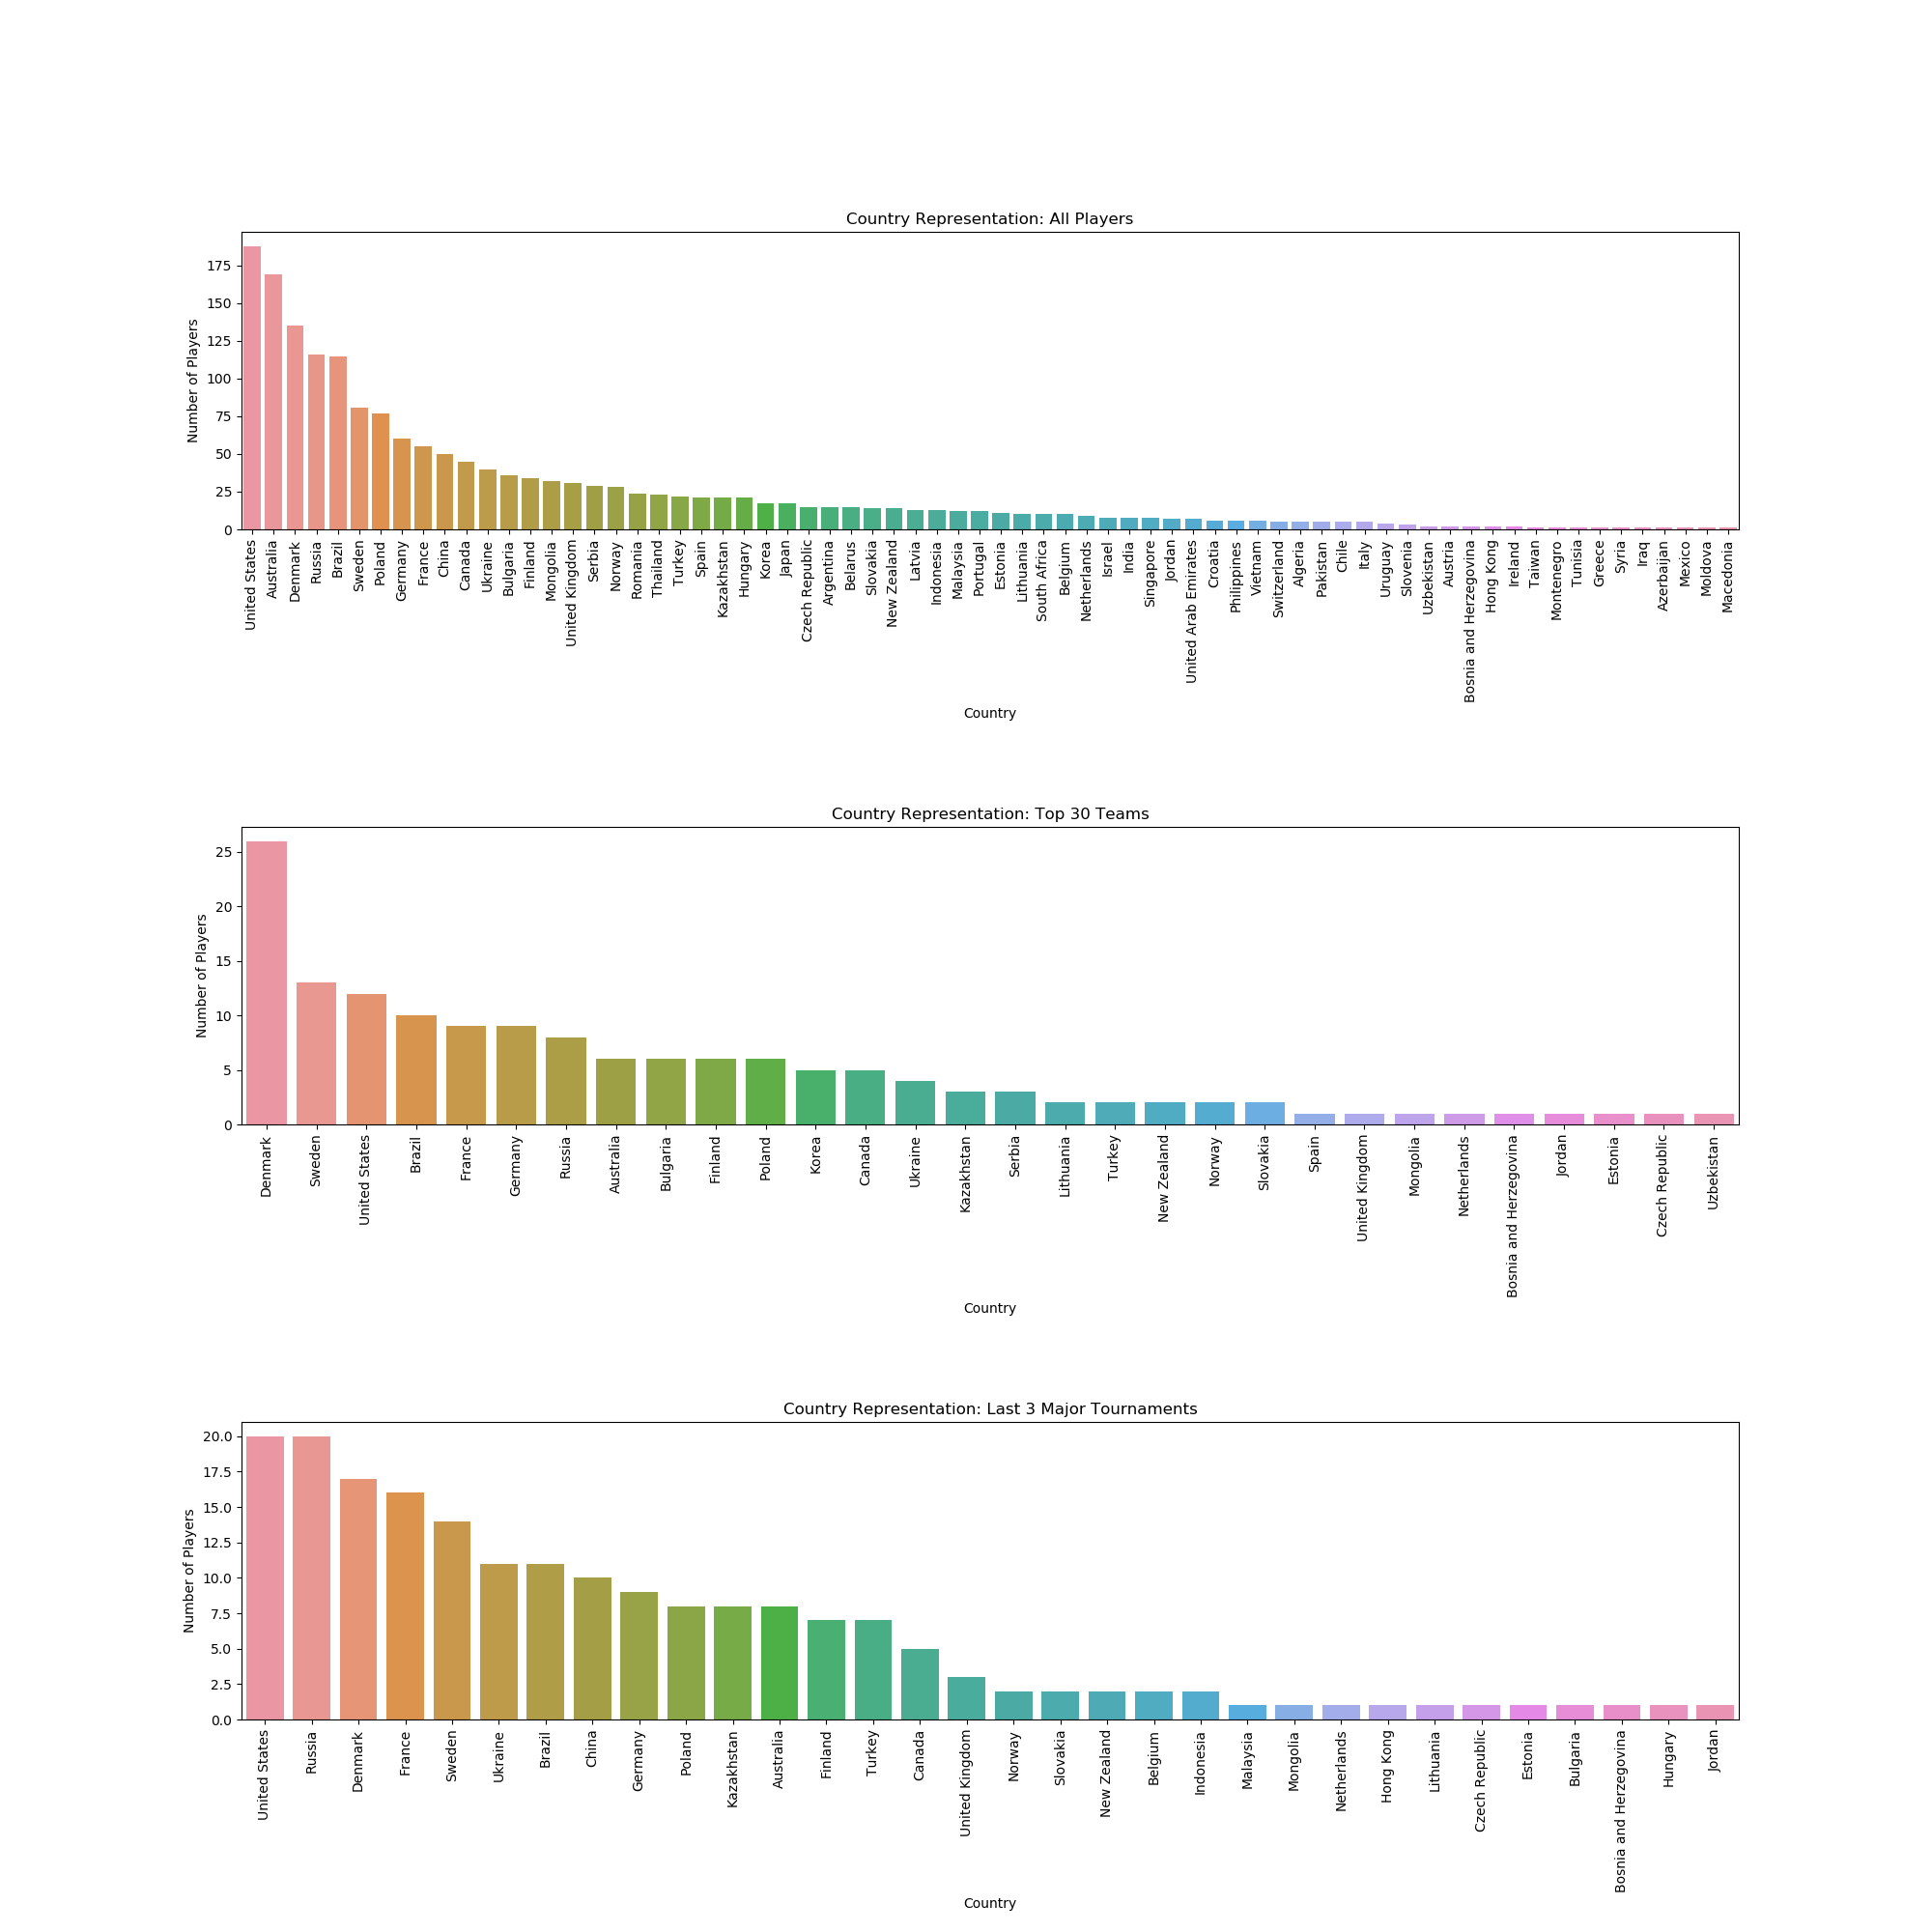 Country Representation: All Players
Number of Players
175
150
125
100
75
50
25
0
United States
Australia
Denmark
Russia
Brazil
Sweden
Poland
Germany
France
China
Canada
Ukraine
Bulgaria
Finland
Mongolia
United Kingdom
Serbia
Norway
Romania
Thailand
Turkey
Spain
Kazakhstan
Hungary
Korea
Japan
Czech Republic
Argentina
Belarus
Slovakia
New Zealand
Latvia
Indonesia
Malaysia
Portugal
Estonia
Lithuania
South Africa
Belgium
Netherlands
Israel
India
Singapore
Jordan
United Arab Emirates
Croatia
Philippines
Vietnam
Switzerland
Algeria
Pakistan
Chile
Italy
Uruguay
Slovenia
Uzbekistan
Austria
Bosnia and Herzegovina
Hong Kong
Ireland
Taiwan
Montenegro
Tunisia
Greece
Syria
Iraq
Azerbaijan
Mexico
Moldova
Macedonia
Country
Country Representation: Top 30 Teams
Number of Players
25
20
15
10
5
0
Denmark
Sweden
United States
Brazil
France
Germany
Russia
Australia
Bulgaria
Finland
Poland
Korea
Canada
Ukraine
Kazakhstan
Serbia
Lithuania
Turkey
New Zealand
Norway
Slovakia
Spain
United Kingdom
Mongolia
Netherlands
Bosnia and Herzegovina
Jordan
Estonia
Czech Republic
Uzbekistan
Country
Country Representation: Last 3 Major Tournaments
Number of Players
20.0
17.5
15.0
12.5
10.0
7.5
5.0
2.5
0.0
United States
Russia
Denmark
France
Sweden
Ukraine
Brazil
China
Germany
Poland
Kazakhstan
Australia
Finland
Turkey
Canada
United Kingdom
Norway
Slovakia
New Zealand
Belgium
Indonesia
Malaysia
Mongolia
Netherlands
Hong Kong
Lithuania
Czech Republic
Estonia
Bulgaria
Bosnia and Herzegovina
Hungary
Jordan
Country